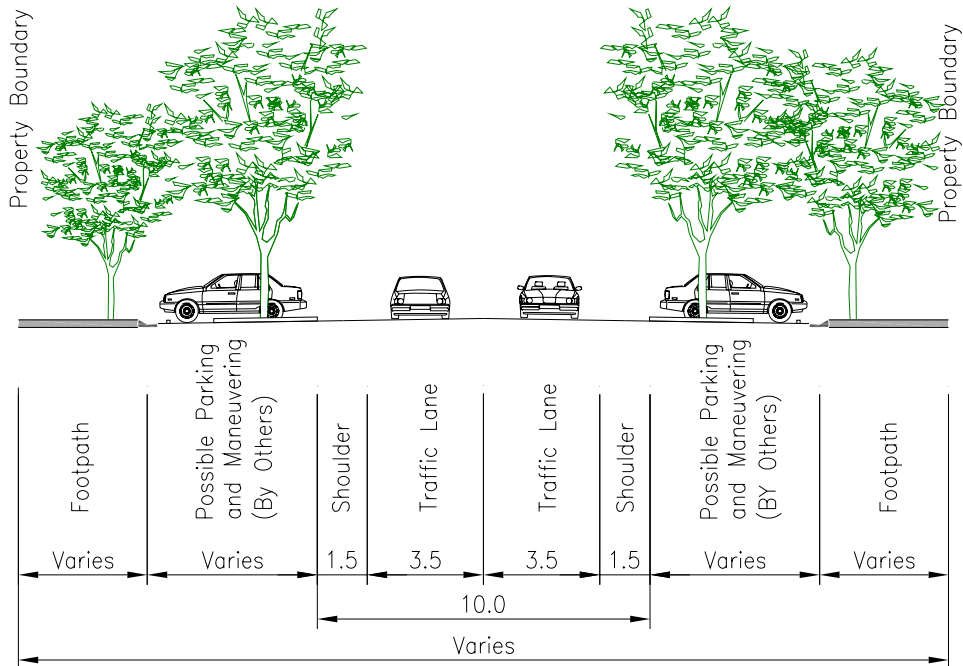 Property Boundary
Property Boundary
Footpath
Possible Parking
and Maneuvering
(By Others)
Shoulder
Traffic Lane
Traffic Lane
Shoulder
Possible Parking
and Maneuvering
(BY Others)
Footpath
Varies
Varies
1.5
3.5
3.5
1.5
Varies
Varies
10.0
Varies